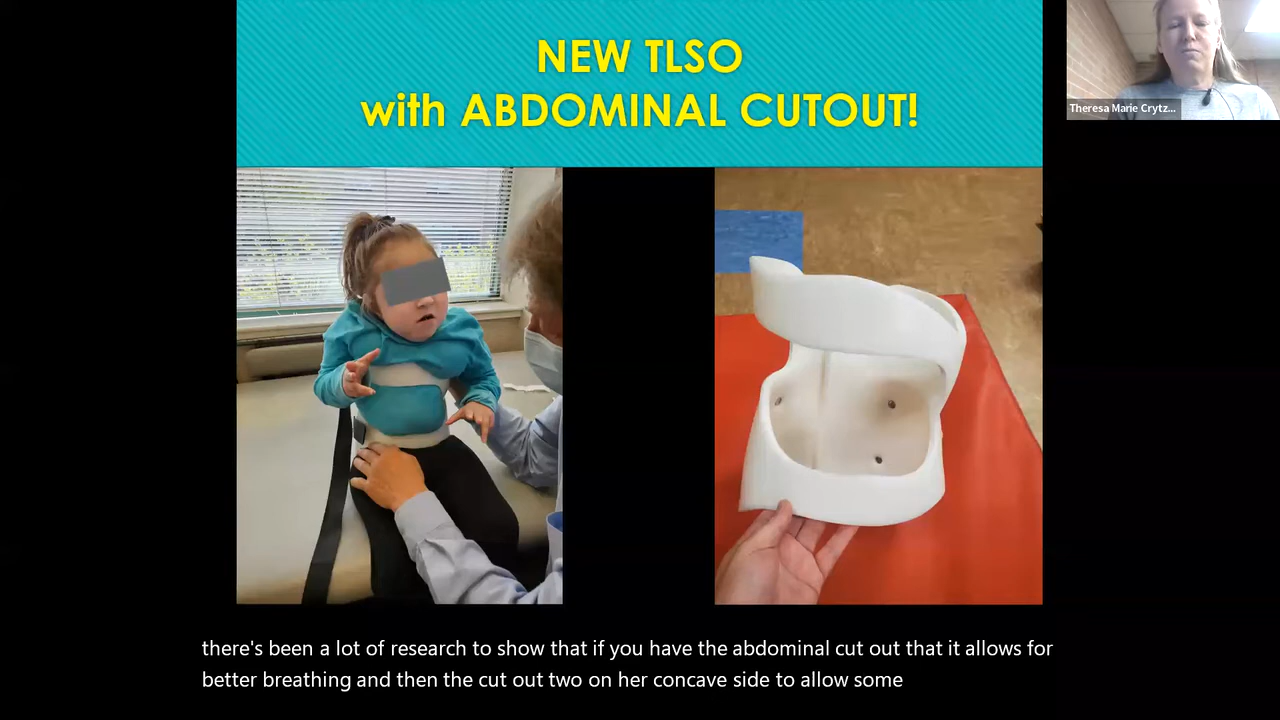 NEW TLSO
with ABDOMINAL CUTOUT!
Theresa Marie Crytz...
there's been a lot of research to show that if you have the abdominal cut out that it allows for
better breathing and then the cut out two on her concave side to allow some